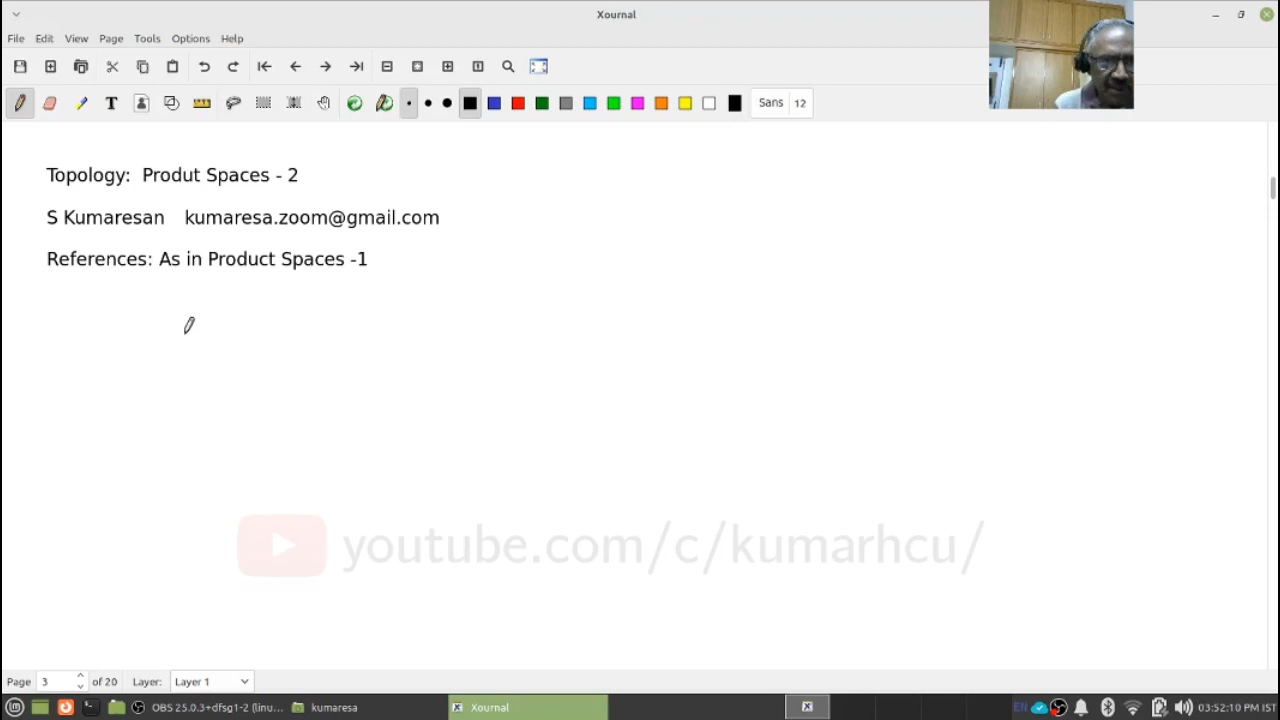 Xournal
File Edit View Page Tools Options Help
T Sans 12
Topology: Produt Spaces - 2
S Kumaresan kumaresa.zoom@gmail.com
References: As in Product Spaces -1
youtube.com/c/kumarhcu/
Page 3 of 20 Layer: Layer 1
OBS 25.0.3+dfsg1-2 (linu... kumaresa Xournal EN 03:52:10 PM IST